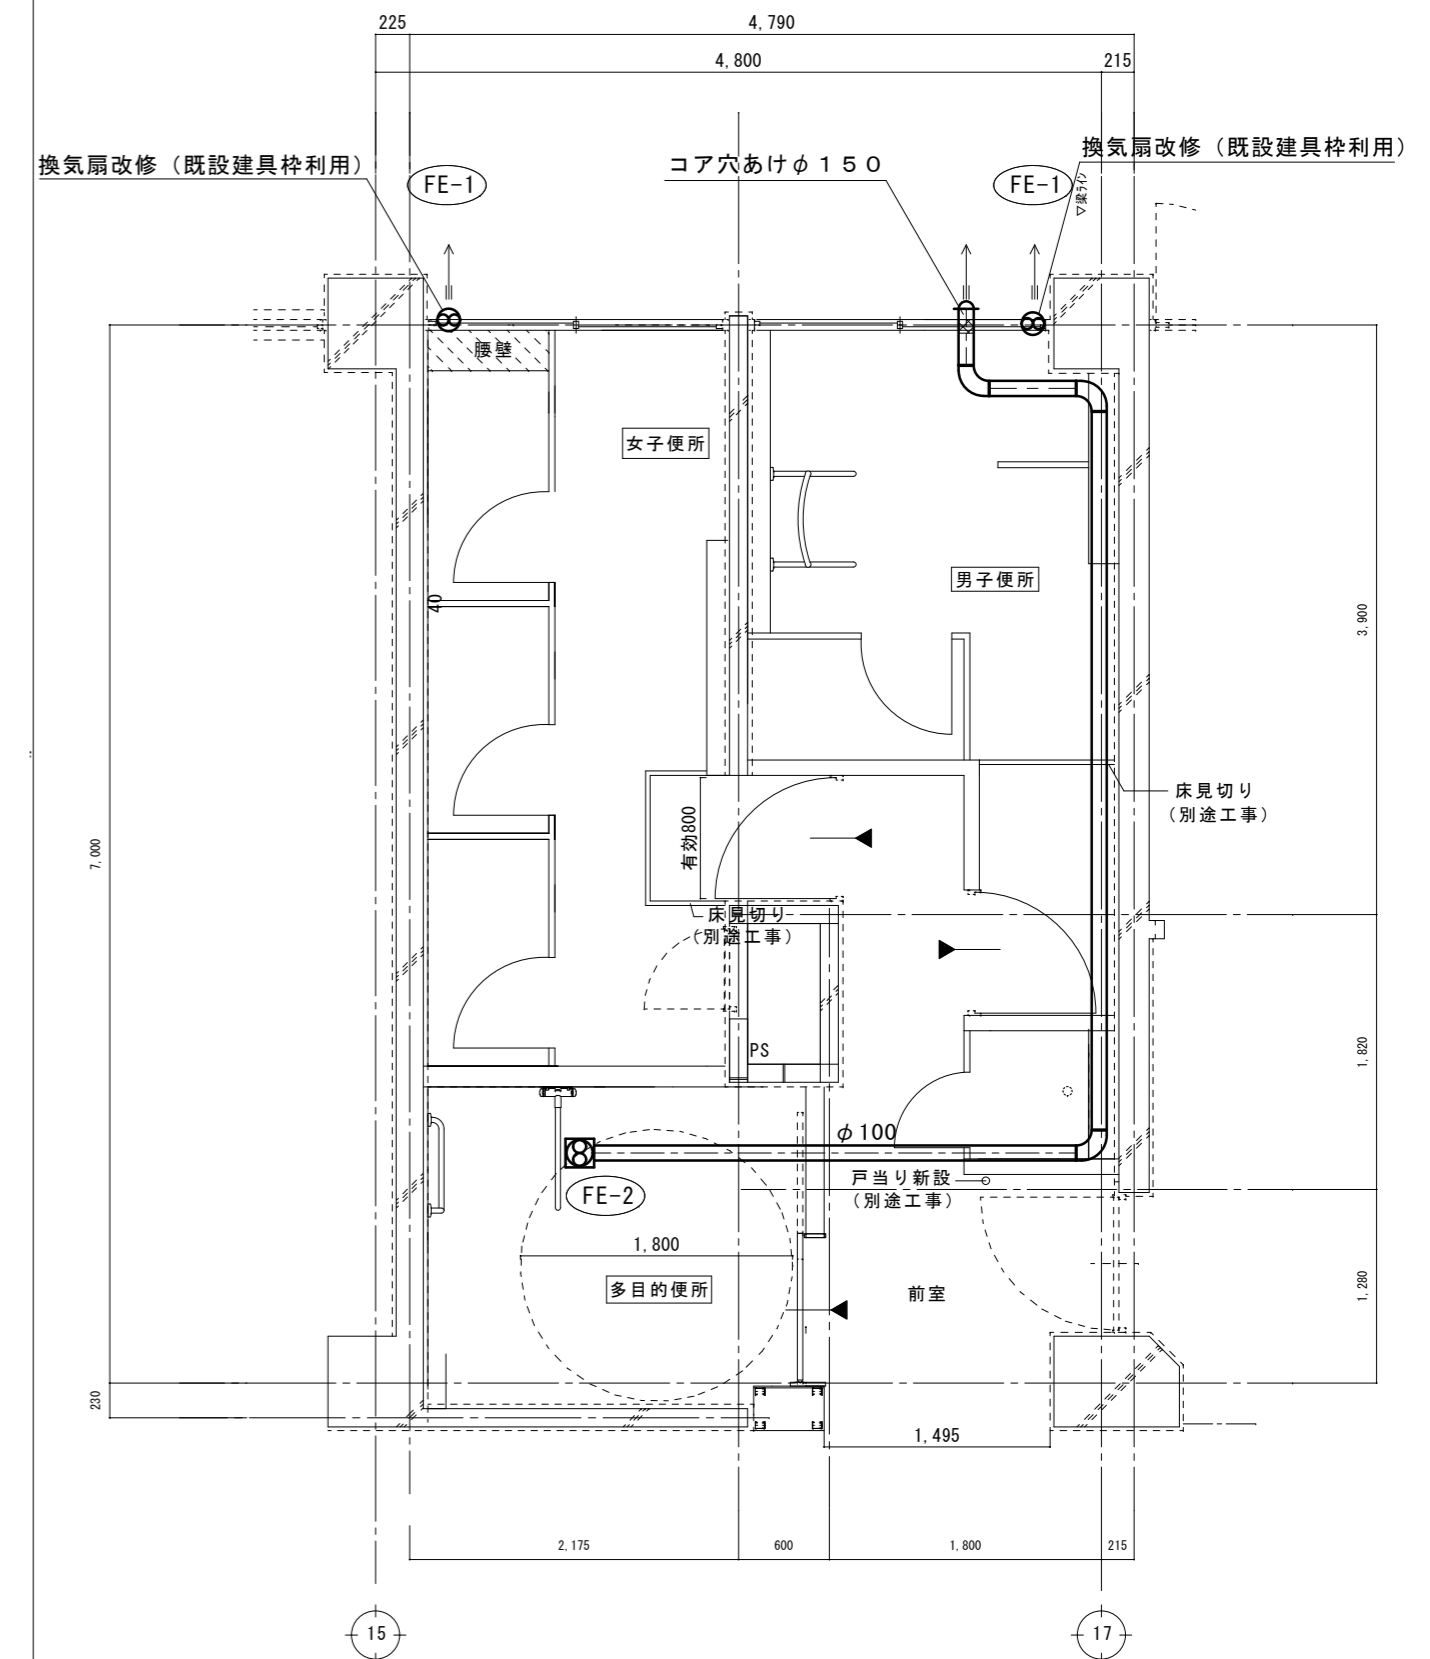 225
4,790
4,800
215
換気扇改修（既設建具枠利用）
FE-1
コア穴あけφ１５０
FE-1
換気扇改修（既設建具枠利用）
▽梁ライン
腰壁
女子便所
男子便所
40
3,900
床見切り
（別途工事）
有効800
7,000
床見切り
（別途工事）
PS
1,820
φ100
戸当り新設
（別途工事）
FE-2
1,800
多目的便所
前室
1,280
230
1,495
2,175
600
1,800
215
15
17